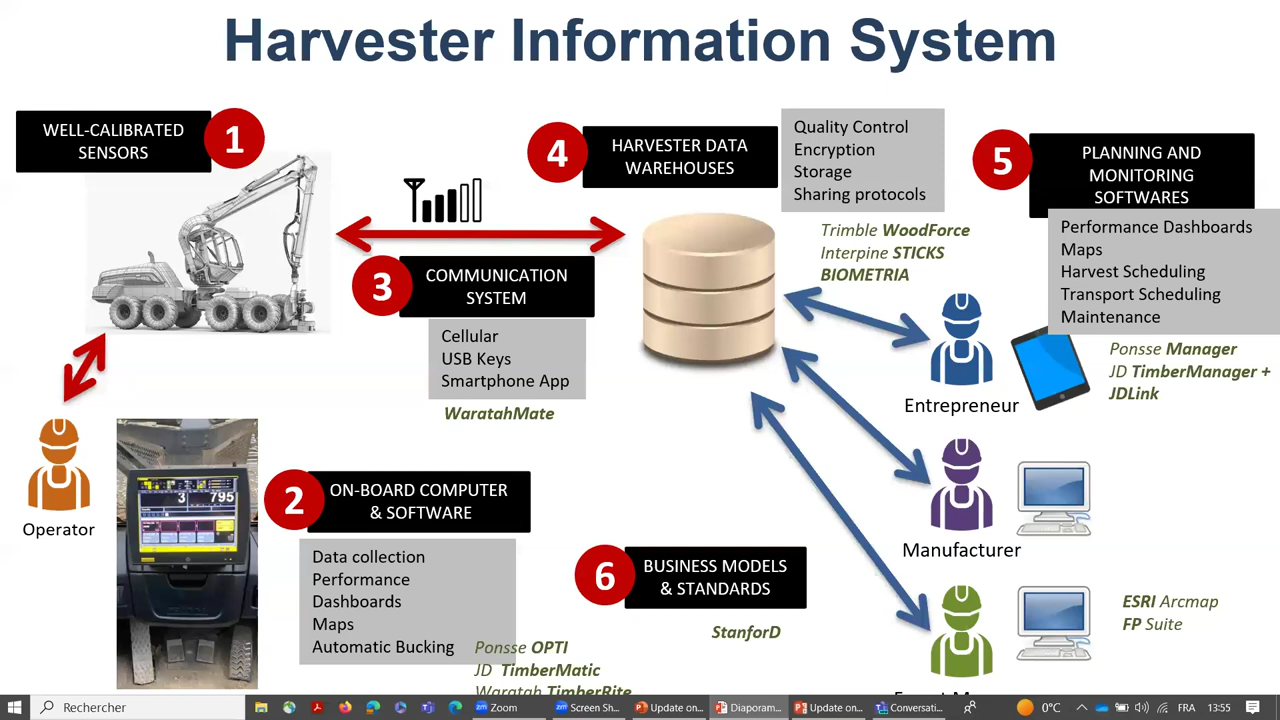 Harvester Information System
WELL-CALIBRATED
SENSORS
1
4
HARVESTER DATA
WAREHOUSES
Quality Control
Encryption
Storage
Sharing protocols
5
PLANNING AND
MONITORING
SOFTWARES
Performance Dashboards
Maps
Harvest Scheduling
Transport Scheduling
Maintenance
Trimble WoodForce
Interpine STICKS
BIOMETRIA
3
COMMUNICATION
SYSTEM
Cellular
USB Keys
Smartphone App
WaratahMate
Ponsse Manager
JD TimberManager +
JDLink
Entrepreneur
Operator
3
795
2
ON-BOARD COMPUTER
& SOFTWARE
Data collection
Performance
Dashboards
Maps
Automatic Bucking
Ponsse OPTI
JD TimberMatic
Waratah TimberRite
6
BUSINESS MODELS
& STANDARDS
StanforD
Manufacturer
ESRI Arcmap
FP Suite
Rechercher
Zoom
Screen Sh...
Update on...
Diaporam...
Update on...
Conversati...
0°C
FRA
13:55